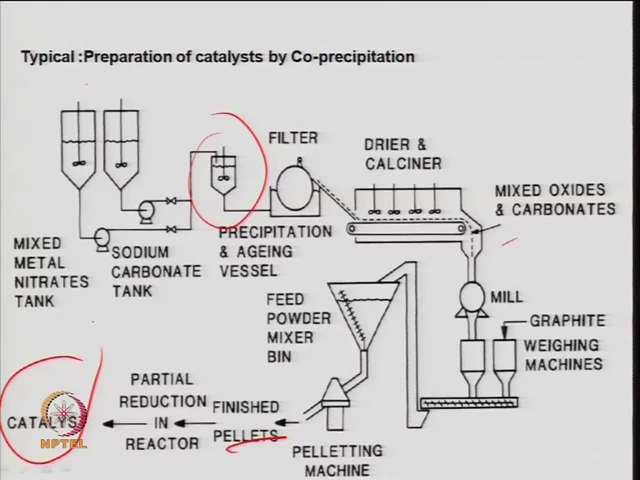 Typical :Preparation of catalysts by Co-precipitation
FILTER
DRIER &
CALCINER
MIXED OXIDES
& CARBONATES
PRECIPITATION
& AGEING
VESSEL
MIXED
METAL
NITRATES
TANK
SODIUM
CARBONATE
TANK
FEED
POWDER
MIXER
BIN
MILL
GRAPHITE
WEIGHING
MACHINES
PARTIAL
REDUCTION
IN
REACTOR
FINISHED
PELLETS
PELLETTING
MACHINE
CATALYS
NPTEL